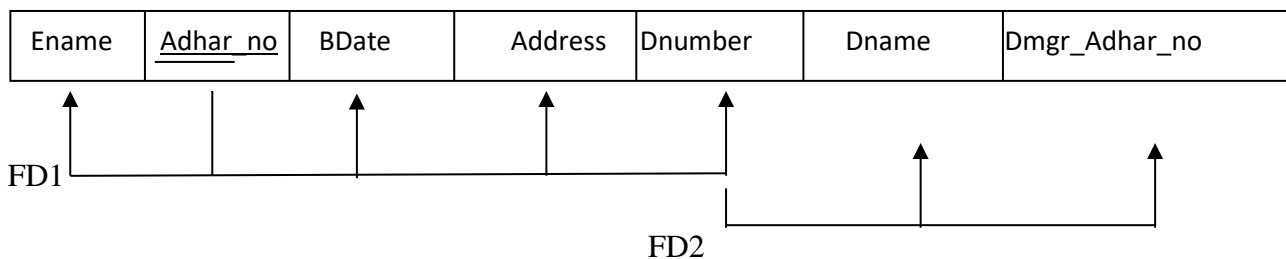 Ename Adhar_no BDate Address Dnumber Dname Dmgr_Adhar_no
FD1
FD2